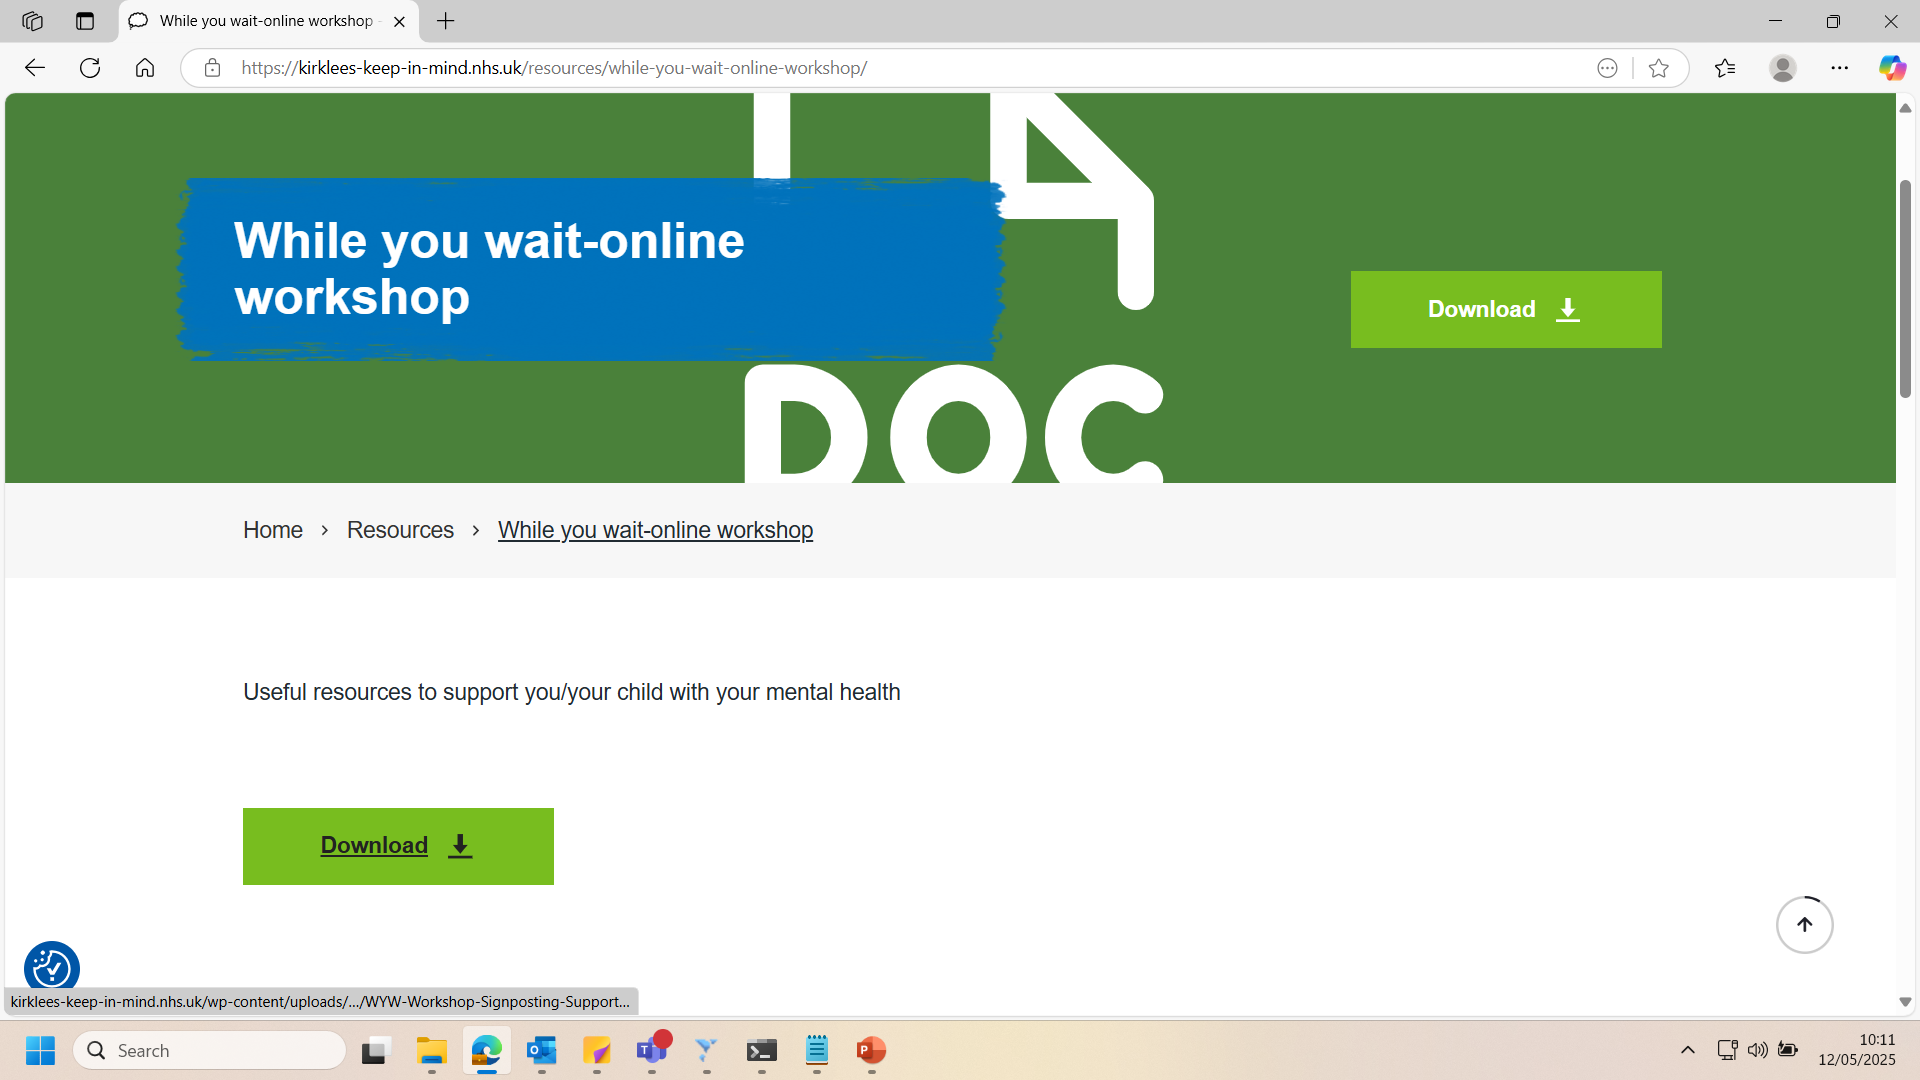 While you wait-online workshop -
https://kirklees-keep-in-mind.nhs.uk/resources/while-you-wait-online-workshop/
While you wait-online
workshop
Download
DOC
Home > Resources > While you wait-online workshop
Useful resources to support you/your child with your mental health
Download
kirklees-keep-in-mind.nhs.uk/wp-content/uploads/.../WYW-Workshop-Signposting-Support...
Search
10:11
12/05/2025